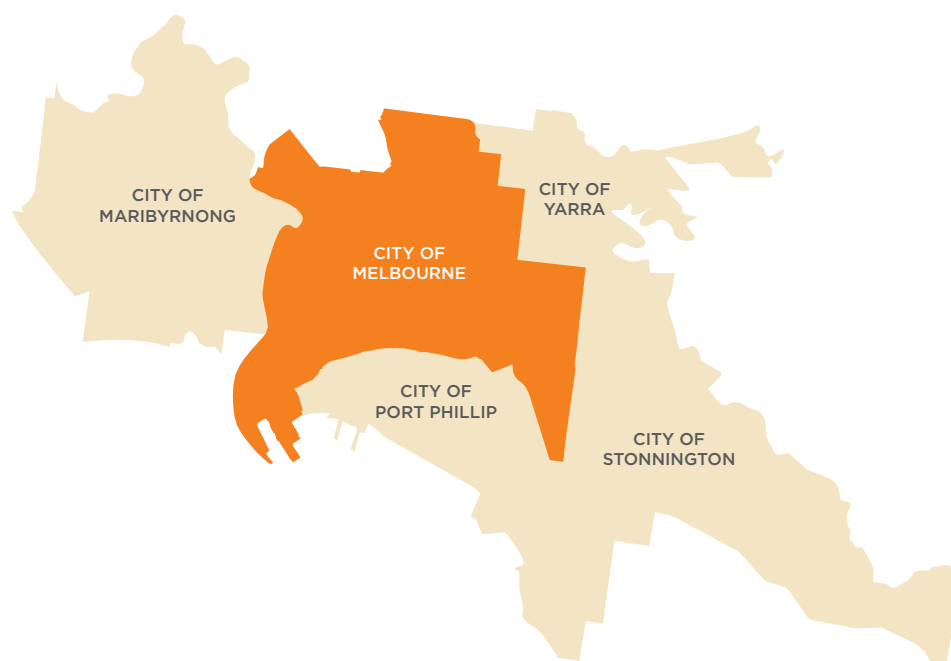 CITY OF
MARIBYRNONG
CITY OF
YARRA
CITY OF
MELBOURNE
CITY OF
PORT PHILLIP
CITY OF
STONNINGTON